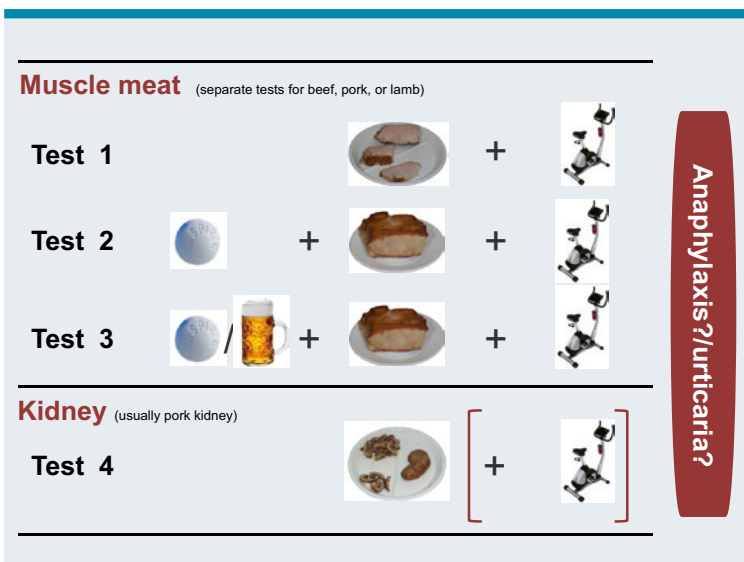 Muscle meat (separate tests for beef, pork, or lamb)
Test 1 +
Test 2 + +
Test 3 / + +
Kidney (usually pork kidney)
Test 4 [ + ]
Anaphylaxis?/urticaria?